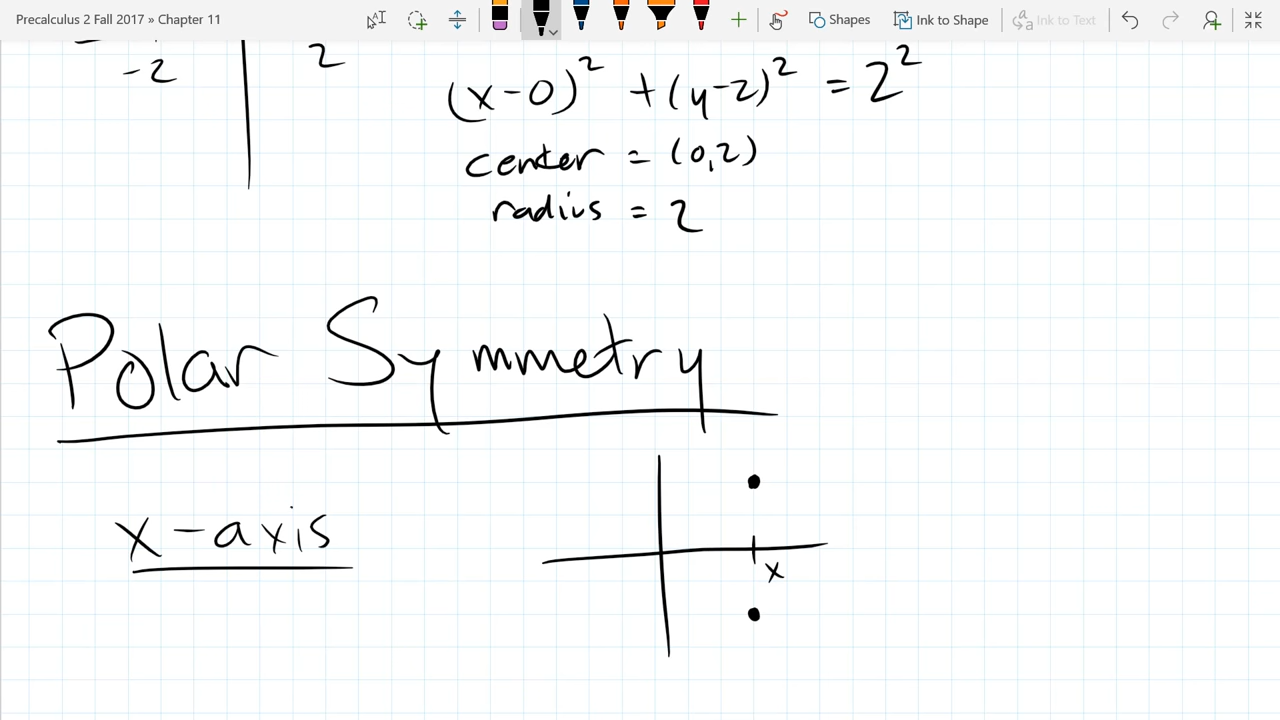 Precalculus 2 Fall 2017 » Chapter 11
Shapes
Ink to Shape
Ink to Text
-2 2
(x-0)² + (y-2)² = 2²
center = (0,2)
radius = 2
Polar Symmetry
x-axis
x